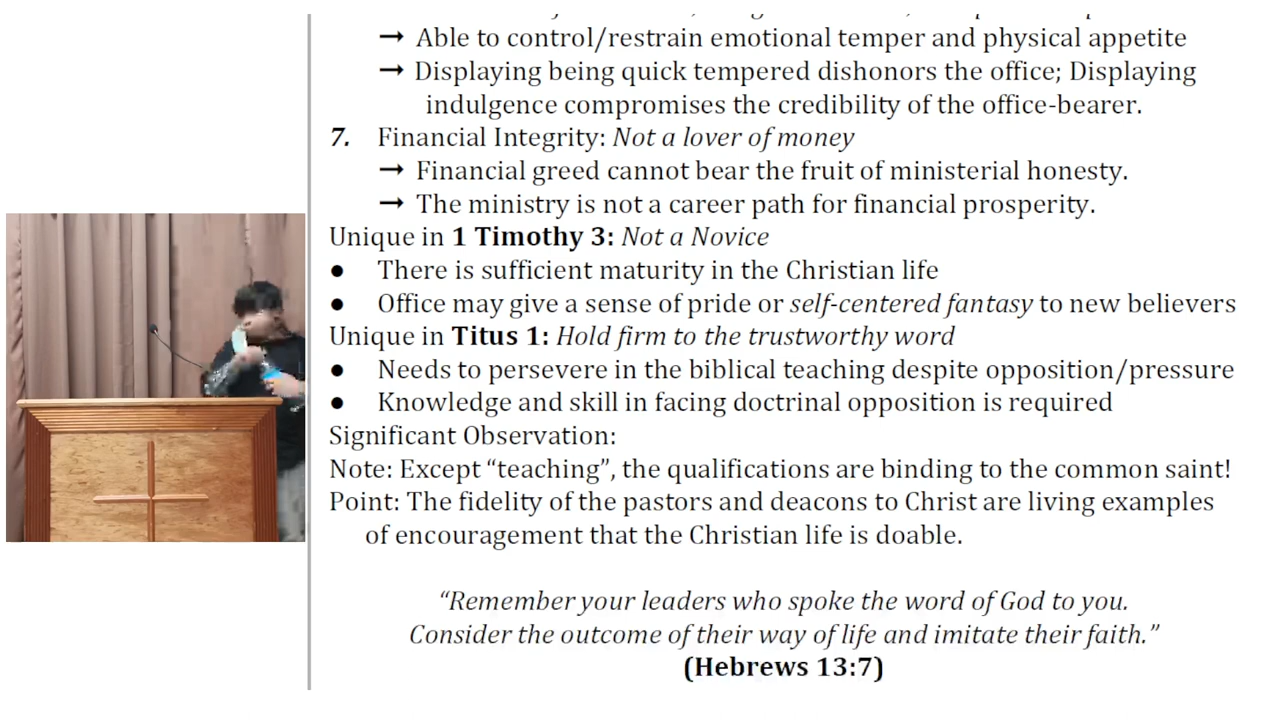 → Able to control/restrain emotional temper and physical appetite
→ Displaying being quick tempered dishonors the office; Displaying
indulgence compromises the credibility of the office-bearer.
7. Financial Integrity: Not a lover of money
→ Financial greed cannot bear the fruit of ministerial honesty.
→ The ministry is not a career path for financial prosperity.
Unique in 1 Timothy 3: Not a Novice
● There is sufficient maturity in the Christian life
● Office may give a sense of pride or self-centered fantasy to new believers
Unique in Titus 1: Hold firm to the trustworthy word
● Needs to persevere in the biblical teaching despite opposition/pressure
● Knowledge and skill in facing doctrinal opposition is required
Significant Observation:
Note: Except “teaching”, the qualifications are binding to the common saint!
Point: The fidelity of the pastors and deacons to Christ are living examples
of encouragement that the Christian life is doable.
“Remember your leaders who spoke the word of God to you.
Consider the outcome of their way of life and imitate their faith.”
(Hebrews 13:7)